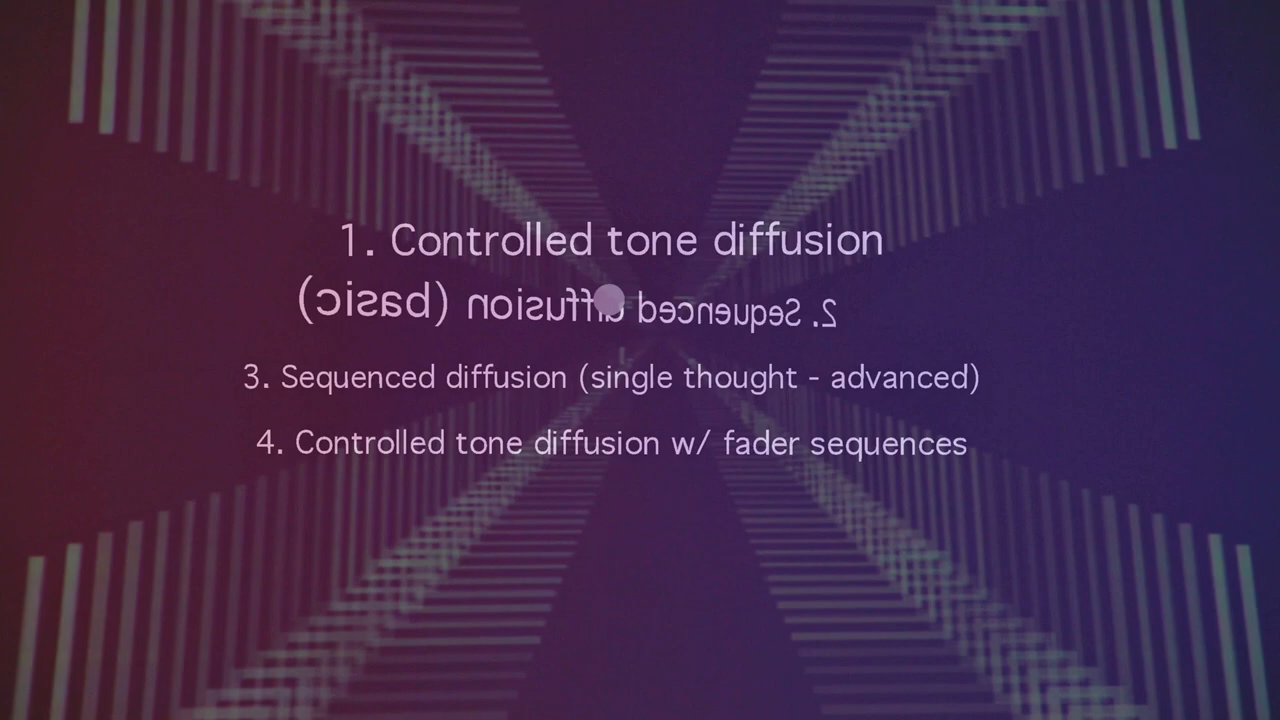 1. Controlled tone diffusion
2. Sequenced diffusion (basic)
3. Sequenced diffusion (single thought - advanced)
4. Controlled tone diffusion w/ fader sequences